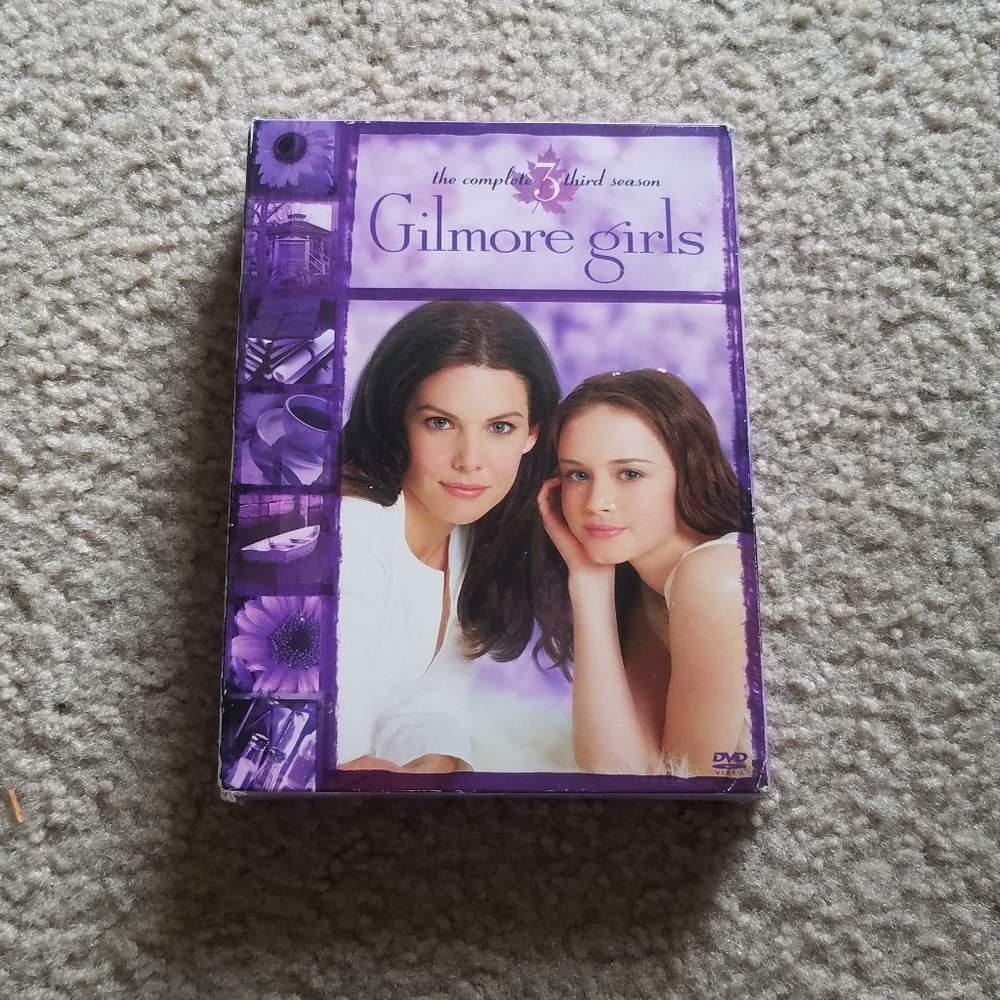 the complete 3 third season
Gilmore girls
DVD
VIDEO